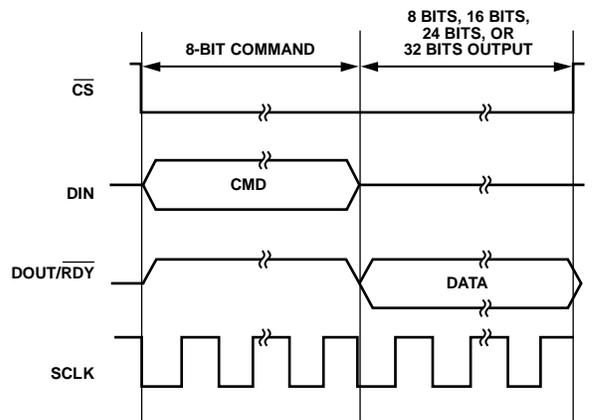 8 BITS, 16 BITS,
24 BITS, OR
32 BITS OUTPUT
8-BIT COMMAND
CS
DIN
CMD
DOUT/RDY
DATA
SCLK